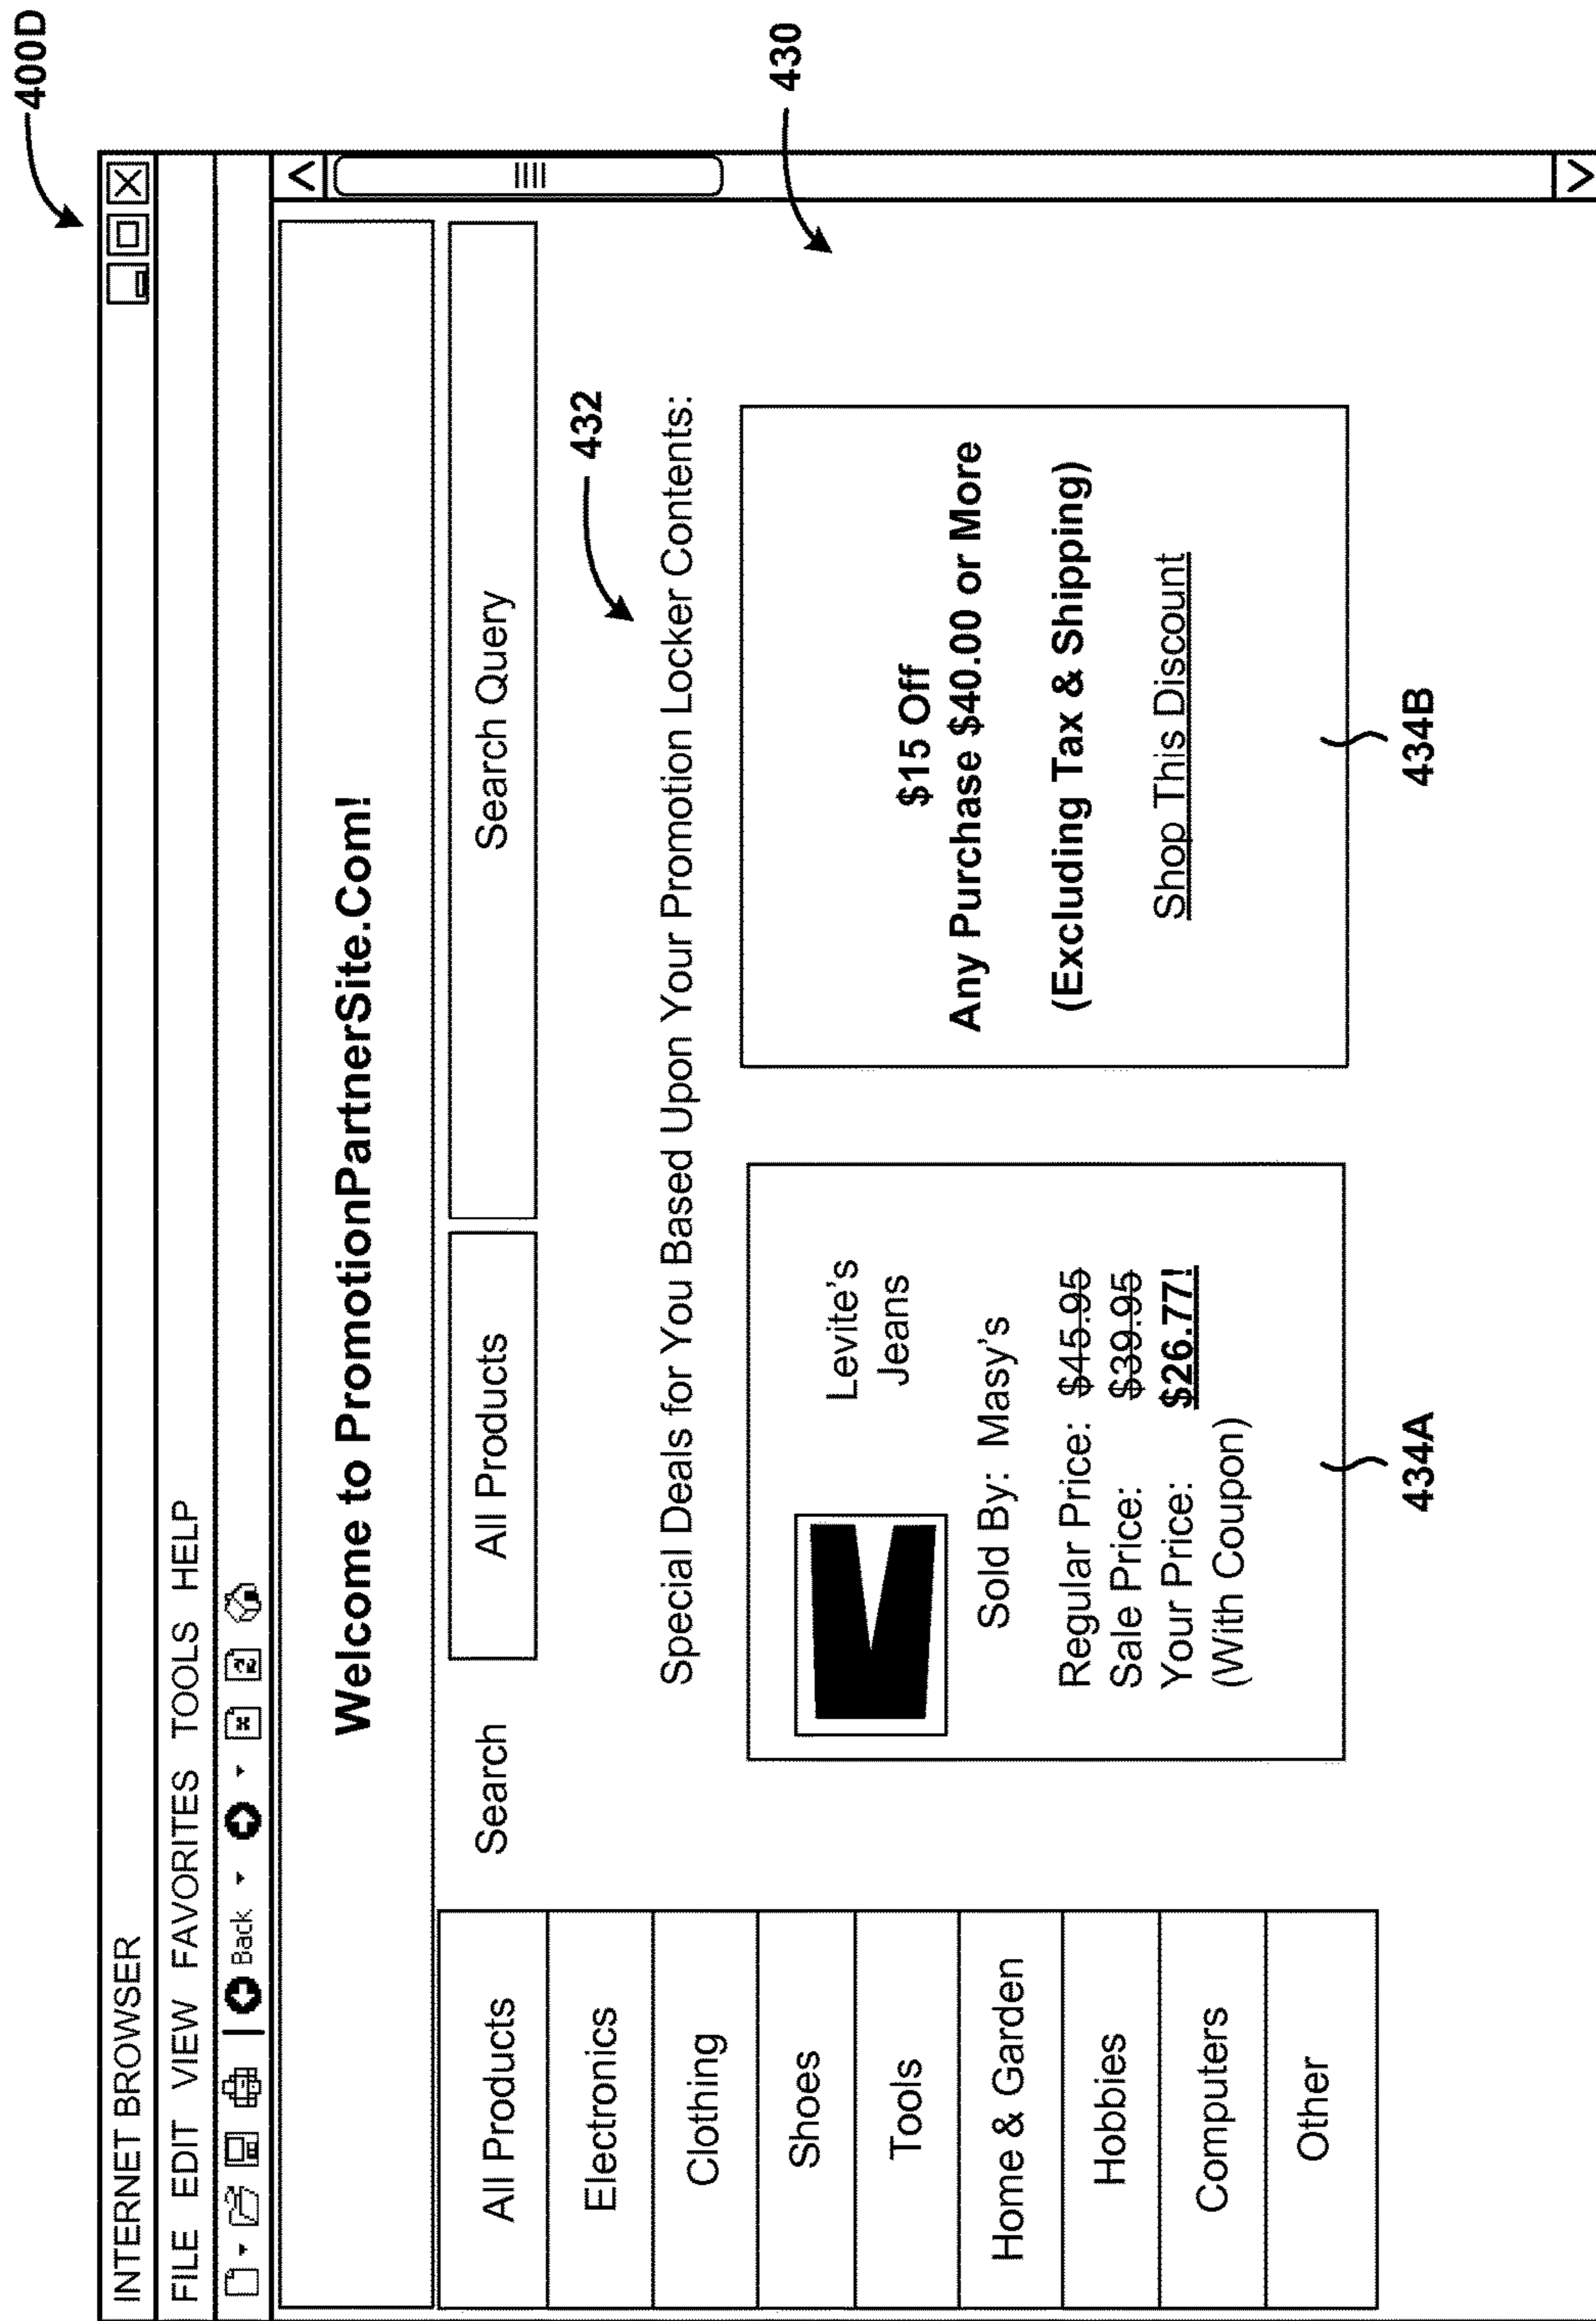 400D
INTERNET BROWSER
FILE EDIT VIEW FAVORITES TOOLS HELP
Back
Welcome to PromotionPartnerSite.Com!
Search
All Products
Search Query
All Products
Electronics
Clothing
Shoes
Tools
Home & Garden
Hobbies
Computers
Other
432
Special Deals for You Based Upon Your Promotion Locker Contents:
430
Levite's
Jeans
Sold By: Masy's
Regular Price: $45.95
Sale Price: $39.95
Your Price: $26.77!
(With Coupon)
434A
$15 Off
Any Purchase $40.00 or More
(Excluding Tax & Shipping)
Shop This Discount
434B